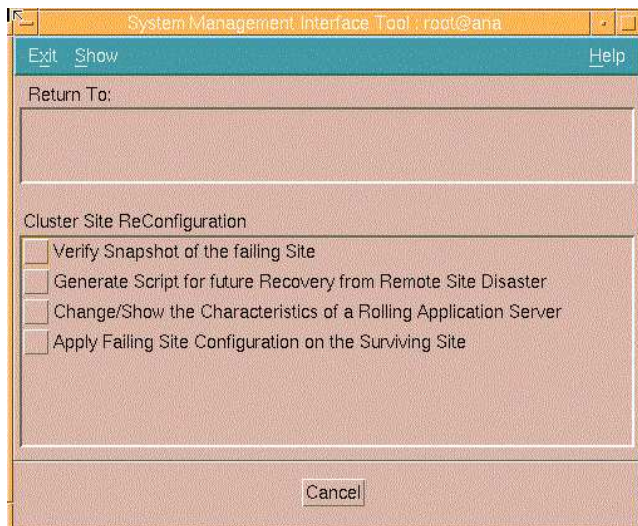 System Management Interface Tool : root@ana
Exit Show Help
Return To:
Cluster Site ReConfiguration
Verify Snapshot of the failing Site
Generate Script for future Recovery from Remote Site Disaster
Change/Show the Characteristics of a Rolling Application Server
Apply Failing Site Configuration on the Surviving Site
Cancel